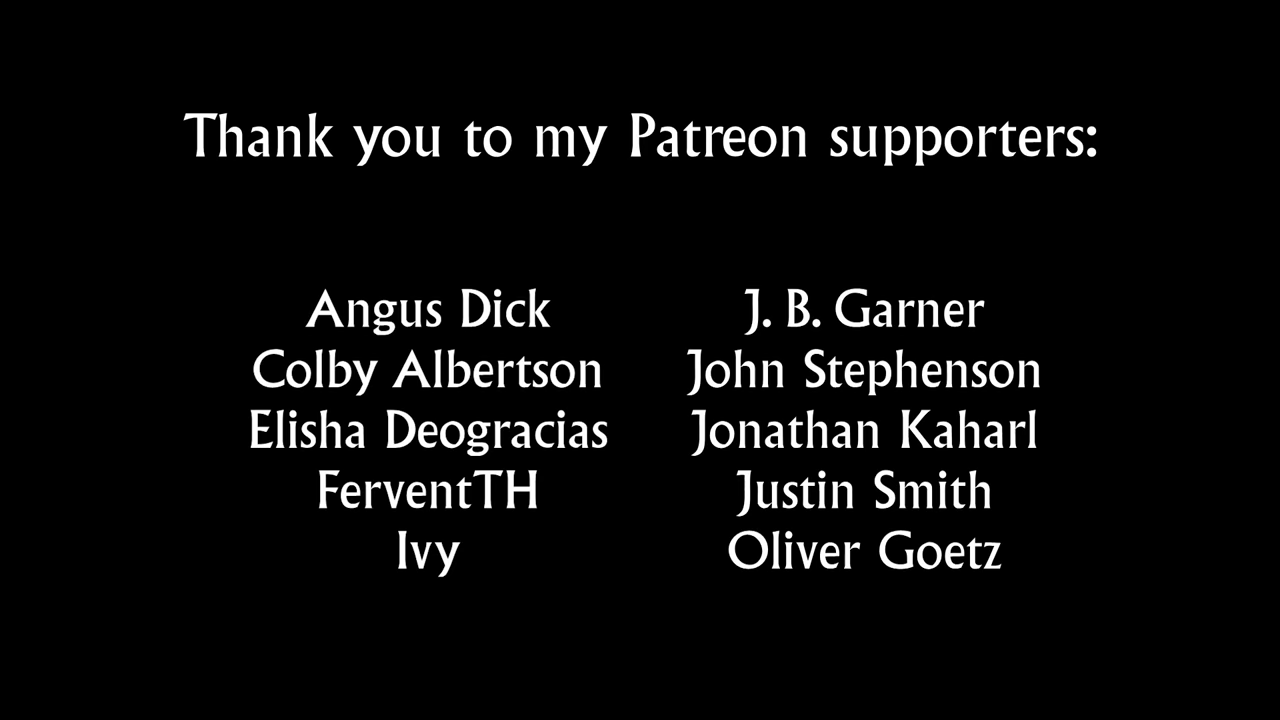 Thank you to my Patreon supporters:
Angus Dick
Colby Albertson
Elisha Deogracias
FerventTH
Ivy
J. B. Garner
John Stephenson
Jonathan Kaharl
Justin Smith
Oliver Goetz